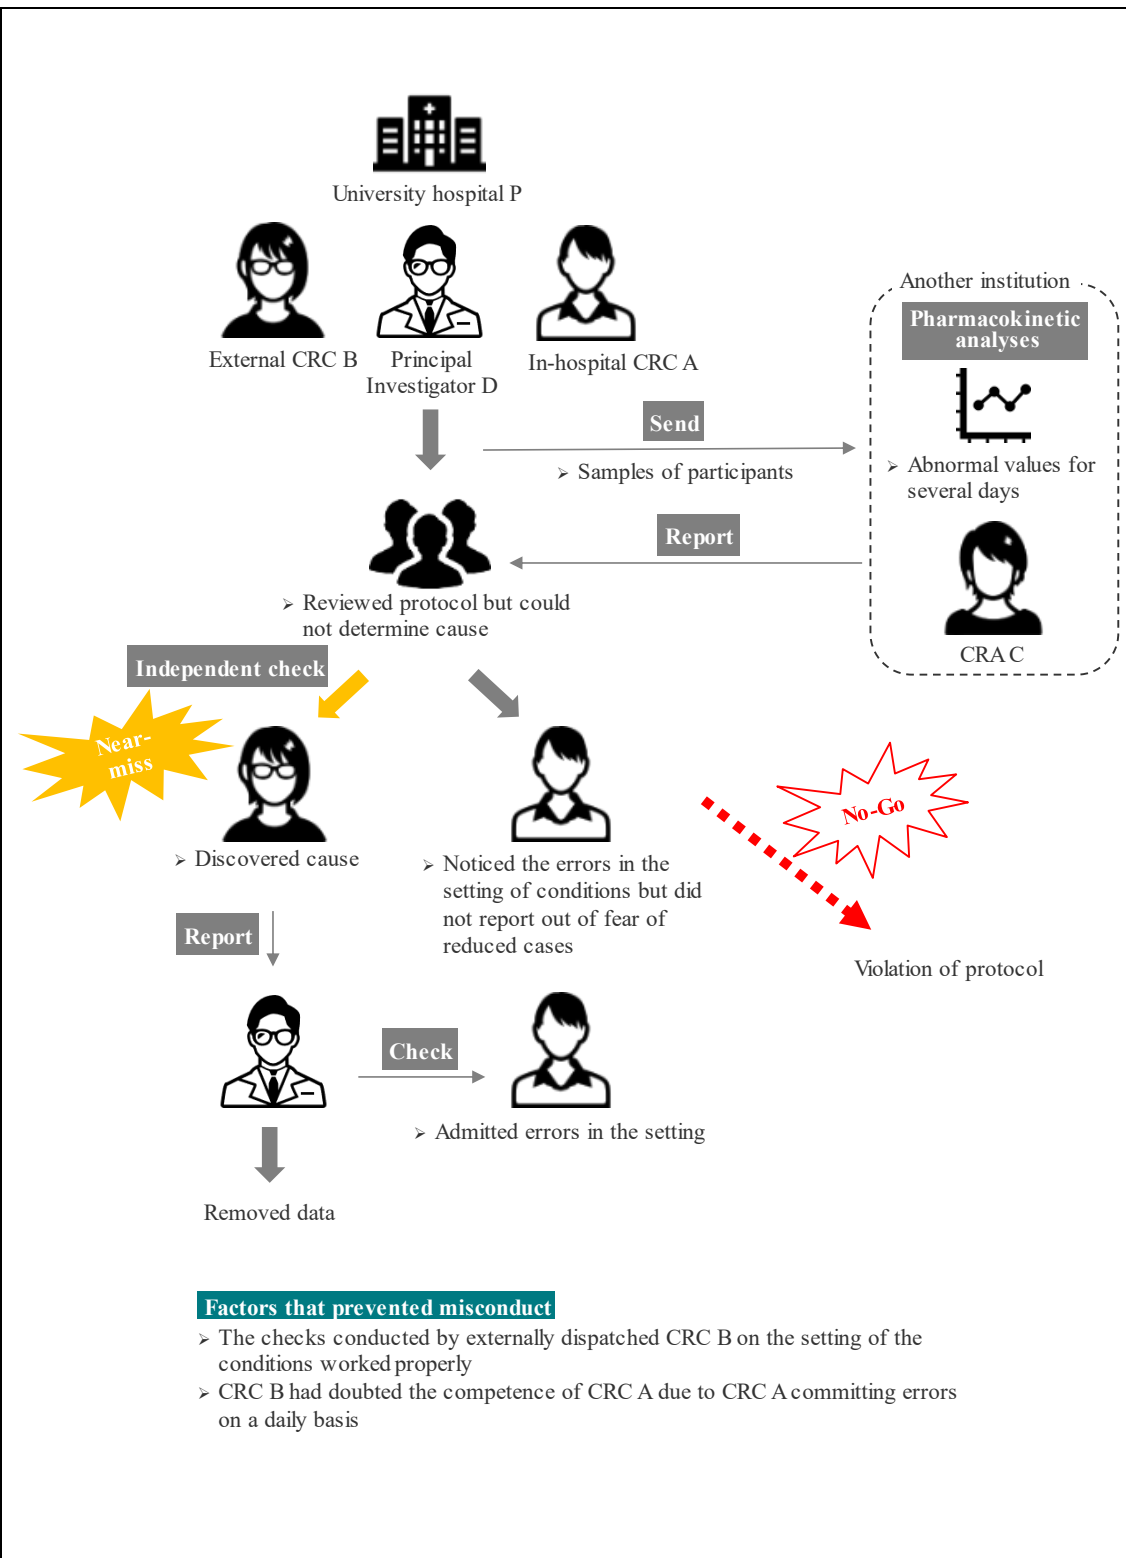 University hospital P
External CRC B
Principal
Investigator D
In-hospital CRC A
Another institution
Pharmacokinetic
analyses
Send
➢ Samples of participants
➢ Abnormal values for
several days
Report
CRA C
➢ Reviewed protocol but could
not determine cause
Independent check
Near-
miss
No-Go
➢ Discovered cause
➢ Noticed the errors in the
setting of conditions but did
not report out of fear of
reduced cases
Report
Violation of protocol
Check
➢ Admitted errors in the setting
Removed data
Factors that prevented misconduct
➢ The checks conducted by externally dispatched CRC B on the setting of the
conditions worked properly
➢ CRC B had doubted the competence of CRC A due to CRC A committing errors
on a daily basis